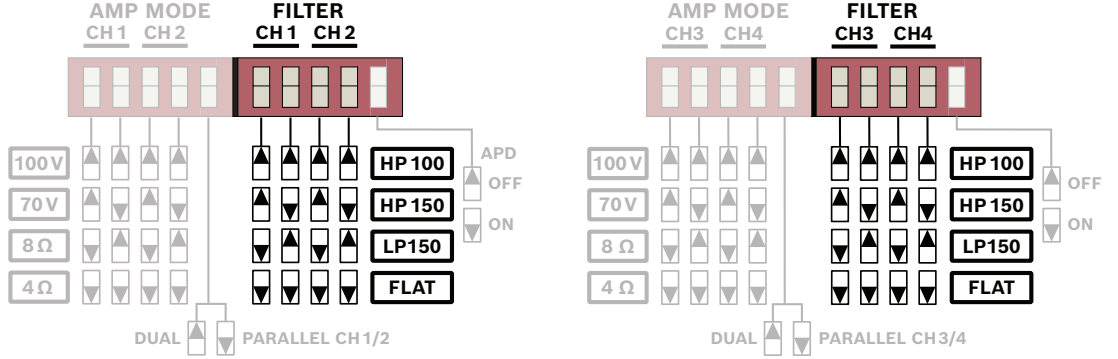 AMP MODE FILTER
CH 1 CH 2 CH 1 CH 2
100 V HP 100 APD
OFF
70 V HP 150
ON
8 Ω LP150
4 Ω FLAT
DUAL PARALLEL CH 1/2
AMP MODE FILTER
CH3 CH4 CH3 CH4
100 V HP 100
OFF
70 V HP 150
ON
8 Ω LP150
4 Ω FLAT
DUAL PARALLEL CH 3/4